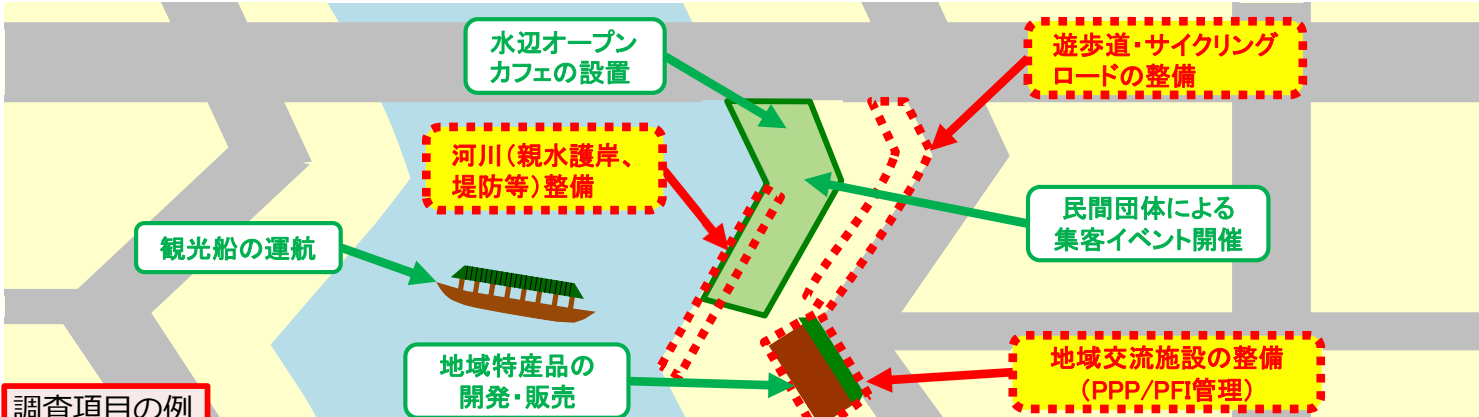 水辺オープン
カフェの設置
遊歩道・サイクリング
ロードの整備
河川（親水護岸、
堤防等）整備
民間団体による
集客イベント開催
観光船の運航
地域特産品の
開発・販売
地域交流施設の整備
（PPP/PFI管理）
調査項目の例